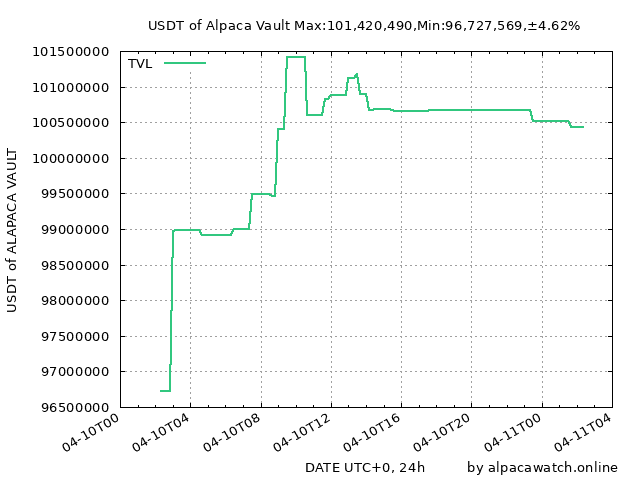 USDT of Alpaca Vault Max:101,420,490,Min:96,727,569,±4.62%
TVL
101500000
101000000
100500000
100000000
99500000
99000000
98500000
98000000
97500000
97000000
96500000
USDT of ALAPACA VAULT
04-10T00
04-10T04
04-10T08
04-10T12
04-10T16
04-10T20
04-11T00
04-11T04
DATE UTC+0, 24h
by alpacawatch.online